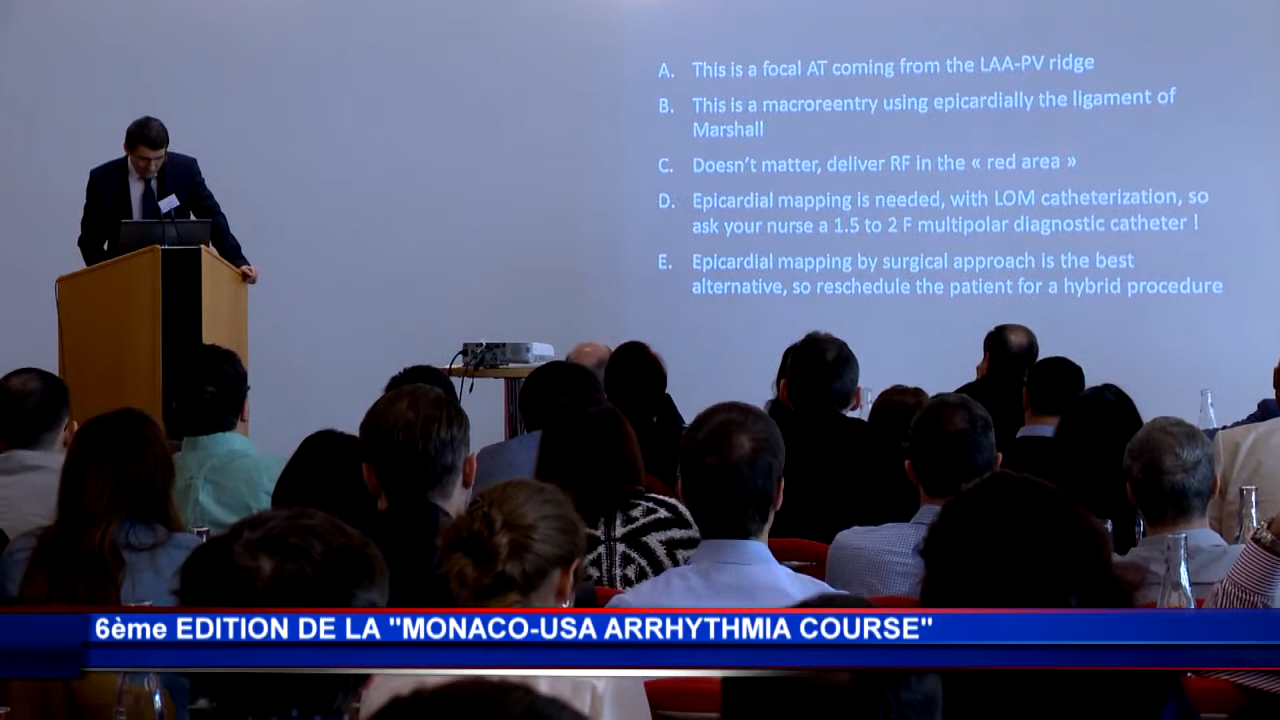 A. This is a focal AT coming from the LAA-PV ridge
B. This is a macroreentry using epicardially the ligament of
Marshall
C. Doesn't matter, deliver RF in the « red area »
D. Epicardial mapping is needed, with LOM catheterization, so
ask your nurse a 1.5 to 2 F multipolar diagnostic catheter !
E. Epicardial mapping by surgical approach is the best
alternative, so reschedule the patient for a hybrid procedure
6ème EDITION DE LA "MONACO-USA ARRHYTHMIA COURSE"